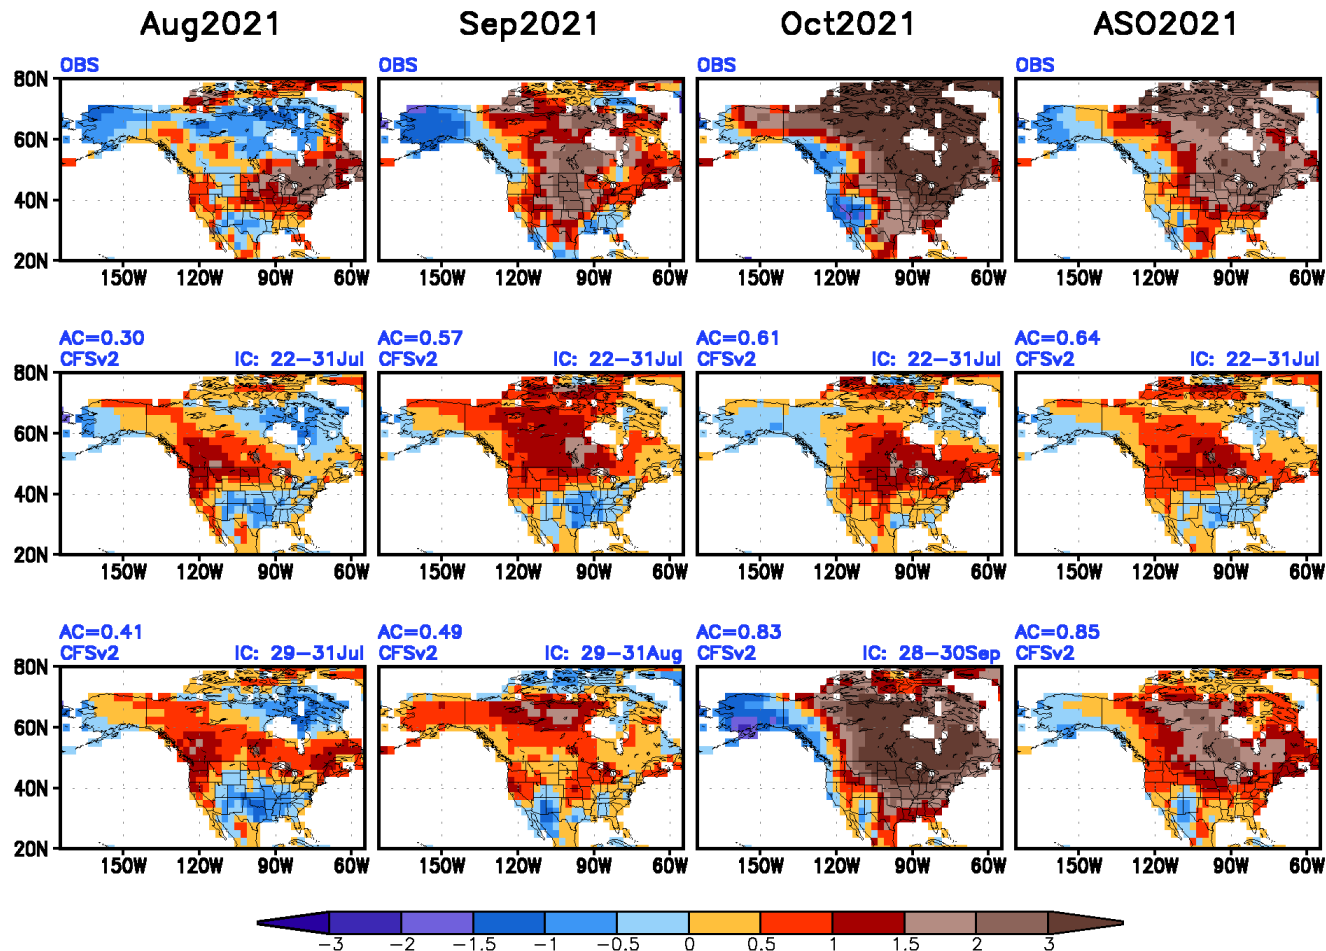 Aug2021 Sep2021 Oct2021 ASO2021
OBS OBS OBS OBS
80N
60N
40N
20N
150W 120W 90W 60W 150W 120W 90W 60W 150W 120W 90W 60W 150W 120W 90W 60W
AC=0.30 AC=0.57 AC=0.61 AC=0.64
CFSv2 IC: 22-31Jul CFSv2 IC: 22-31Jul CFSv2 IC: 22-31Jul CFSv2 IC: 22-31Jul
80N
60N
40N
20N
150W 120W 90W 60W 150W 120W 90W 60W 150W 120W 90W 60W 150W 120W 90W 60W
AC=0.41 AC=0.49 AC=0.83 AC=0.85
CFSv2 IC: 29-31Jul CFSv2 IC: 29-31Aug CFSv2 IC: 28-30Sep CFSv2
80N
60N
40N
20N
150W 120W 90W 60W 150W 120W 90W 60W 150W 120W 90W 60W 150W 120W 90W 60W
-3 -2 -1.5 -1 -0.5 0 0.5 1 1.5 2 3